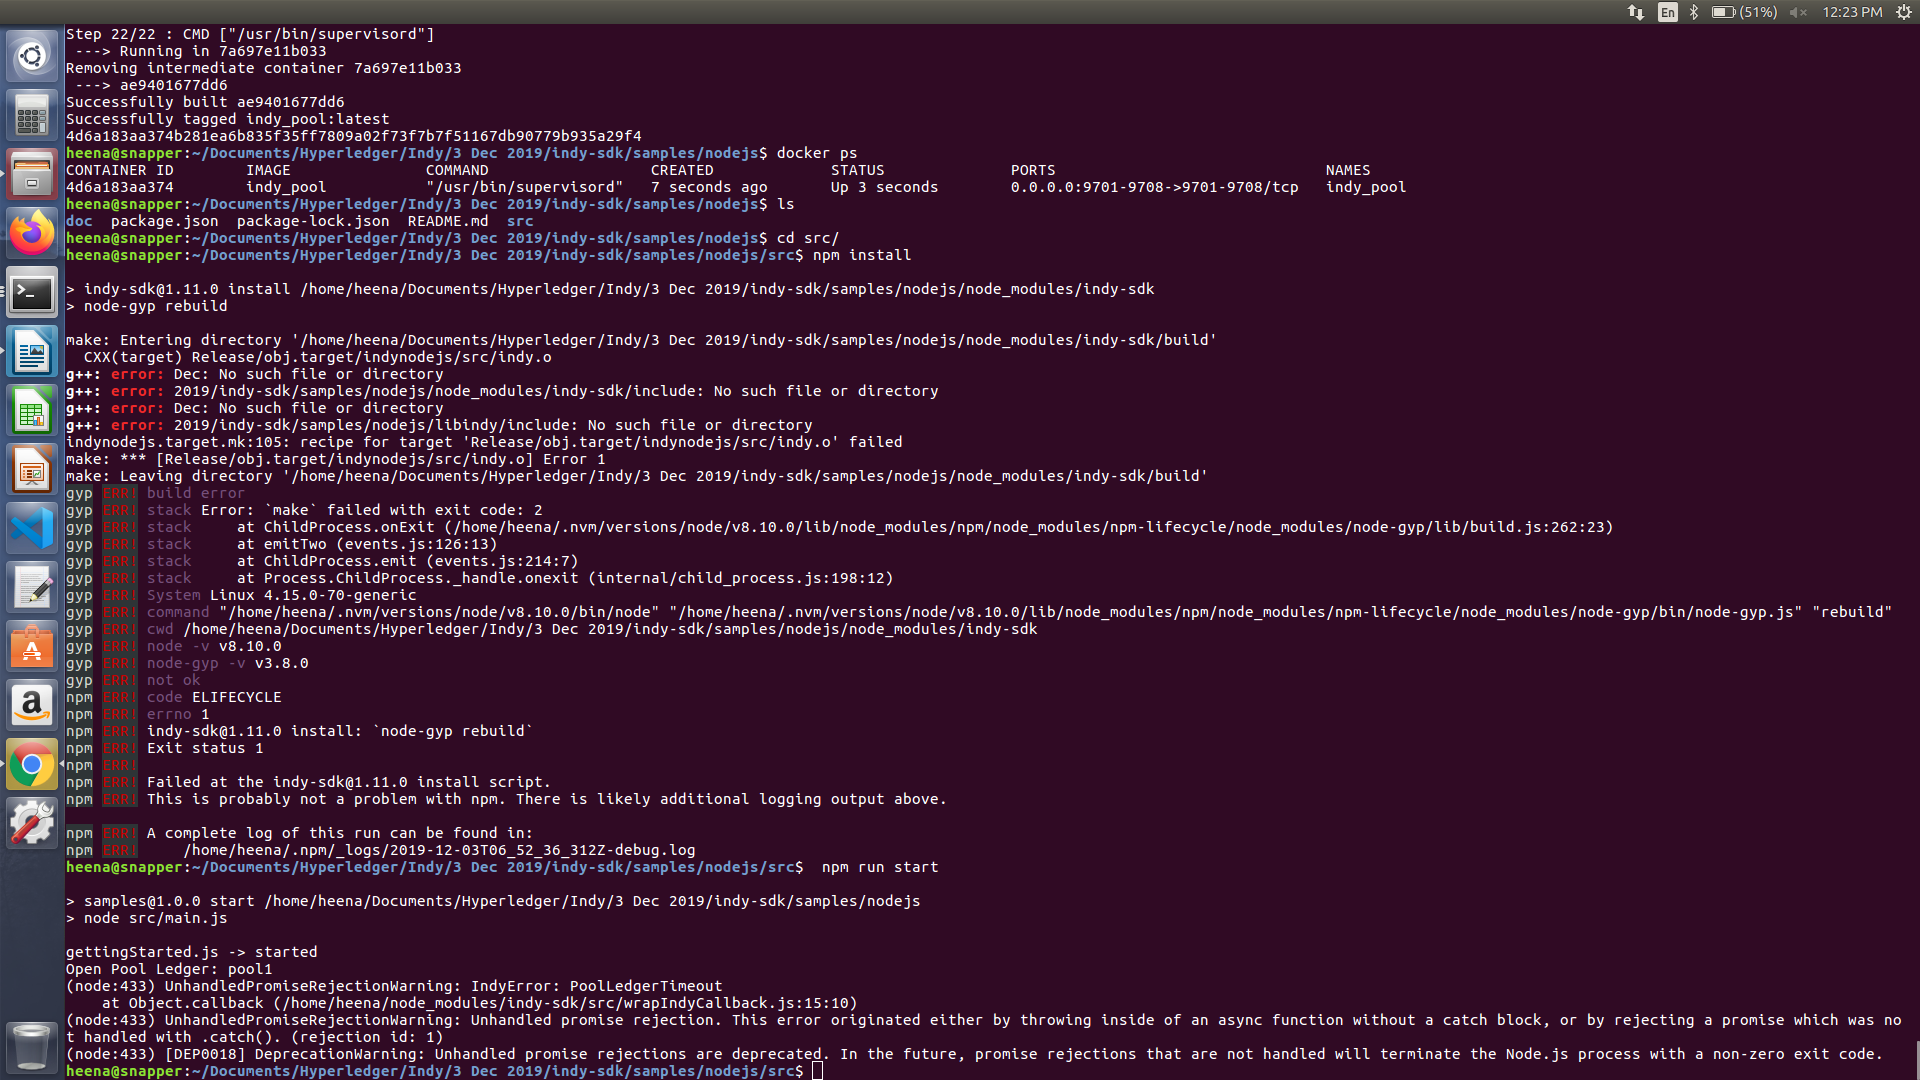 En (51%) 12:23 PM
Step 22/22 : CMD ["/usr/bin/supervisord"]
 ---> Running in 7a697e11b033
Removing intermediate container 7a697e11b033
 ---> ae9401677dd6
Successfully built ae9401677dd6
Successfully tagged indy_pool:latest
4d6a183aa374b281ea6b835f35ff7809a02f73f7b7f51167db90779b935a29f4
heena@snapper:~/Documents/Hyperledger/Indy/3 Dec 2019/indy-sdk/samples/nodejs$ docker ps
CONTAINER ID        IMAGE               COMMAND                  CREATED             STATUS              PORTS                              NAMES
4d6a183aa374        indy_pool           "/usr/bin/supervisord"   7 seconds ago       Up 3 seconds        0.0.0.0:9701-9708->9701-9708/tcp   indy_pool
heena@snapper:~/Documents/Hyperledger/Indy/3 Dec 2019/indy-sdk/samples/nodejs$ ls
doc  package.json  package-lock.json  README.md  src
heena@snapper:~/Documents/Hyperledger/Indy/3 Dec 2019/indy-sdk/samples/nodejs$ cd src/
heena@snapper:~/Documents/Hyperledger/Indy/3 Dec 2019/indy-sdk/samples/nodejs/src$ npm install
> indy-sdk@1.11.0 install /home/heena/Documents/Hyperledger/Indy/3 Dec 2019/indy-sdk/samples/nodejs/node_modules/indy-sdk
> node-gyp rebuild
make: Entering directory '/home/heena/Documents/Hyperledger/Indy/3 Dec 2019/indy-sdk/samples/nodejs/node_modules/indy-sdk/build'
  CXX(target) Release/obj.target/indynodejs/src/indy.o
g++: error: Dec: No such file or directory
g++: error: 2019/indy-sdk/samples/nodejs/node_modules/indy-sdk/include: No such file or directory
g++: error: Dec: No such file or directory
g++: error: 2019/indy-sdk/samples/nodejs/libindy/include: No such file or directory
indynodejs.target.mk:105: recipe for target 'Release/obj.target/indynodejs/src/indy.o' failed
make: *** [Release/obj.target/indynodejs/src/indy.o] Error 1
make: Leaving directory '/home/heena/Documents/Hyperledger/Indy/3 Dec 2019/indy-sdk/samples/nodejs/node_modules/indy-sdk/build'
gyp ERR! build error
gyp ERR! stack Error: `make` failed with exit code: 2
gyp ERR! stack     at ChildProcess.onExit (/home/heena/.nvm/versions/node/v8.10.0/lib/node_modules/npm/node_modules/npm-lifecycle/node_modules/node-gyp/lib/build.js:262:23)
gyp ERR! stack     at emitTwo (events.js:126:13)
gyp ERR! stack     at ChildProcess.emit (events.js:214:7)
gyp ERR! stack     at Process.ChildProcess._handle.onexit (internal/child_process.js:198:12)
gyp ERR! System Linux 4.15.0-70-generic
gyp ERR! command "/home/heena/.nvm/versions/node/v8.10.0/bin/node" "/home/heena/.nvm/versions/node/v8.10.0/lib/node_modules/npm/node_modules/npm-lifecycle/node_modules/node-gyp/bin/node-gyp.js" "rebuild"
gyp ERR! cwd /home/heena/Documents/Hyperledger/Indy/3 Dec 2019/indy-sdk/samples/nodejs/node_modules/indy-sdk
gyp ERR! node -v v8.10.0
gyp ERR! node-gyp -v v3.8.0
gyp ERR! not ok
npm ERR! code ELIFECYCLE
npm ERR! errno 1
npm ERR! indy-sdk@1.11.0 install: `node-gyp rebuild`
npm ERR! Exit status 1
npm ERR!
npm ERR! Failed at the indy-sdk@1.11.0 install script.
npm ERR! This is probably not a problem with npm. There is likely additional logging output above.
npm ERR! A complete log of this run can be found in:
npm ERR!     /home/heena/.npm/_logs/2019-12-03T06_52_36_312Z-debug.log
heena@snapper:~/Documents/Hyperledger/Indy/3 Dec 2019/indy-sdk/samples/nodejs/src$  npm run start
> samples@1.0.0 start /home/heena/Documents/Hyperledger/Indy/3 Dec 2019/indy-sdk/samples/nodejs
> node src/main.js
gettingStarted.js -> started
Open Pool Ledger: pool1
(node:433) UnhandledPromiseRejectionWarning: IndyError: PoolLedgerTimeout
    at Object.callback (/home/heena/node_modules/indy-sdk/src/wrapIndyCallback.js:15:10)
(node:433) UnhandledPromiseRejectionWarning: Unhandled promise rejection. This error originated either by throwing inside of an async function without a catch block, or by rejecting a promise which was no
t handled with .catch(). (rejection id: 1)
(node:433) [DEP0018] DeprecationWarning: Unhandled promise rejections are deprecated. In the future, promise rejections that are not handled will terminate the Node.js process with a non-zero exit code.
heena@snapper:~/Documents/Hyperledger/Indy/3 Dec 2019/indy-sdk/samples/nodejs/src$